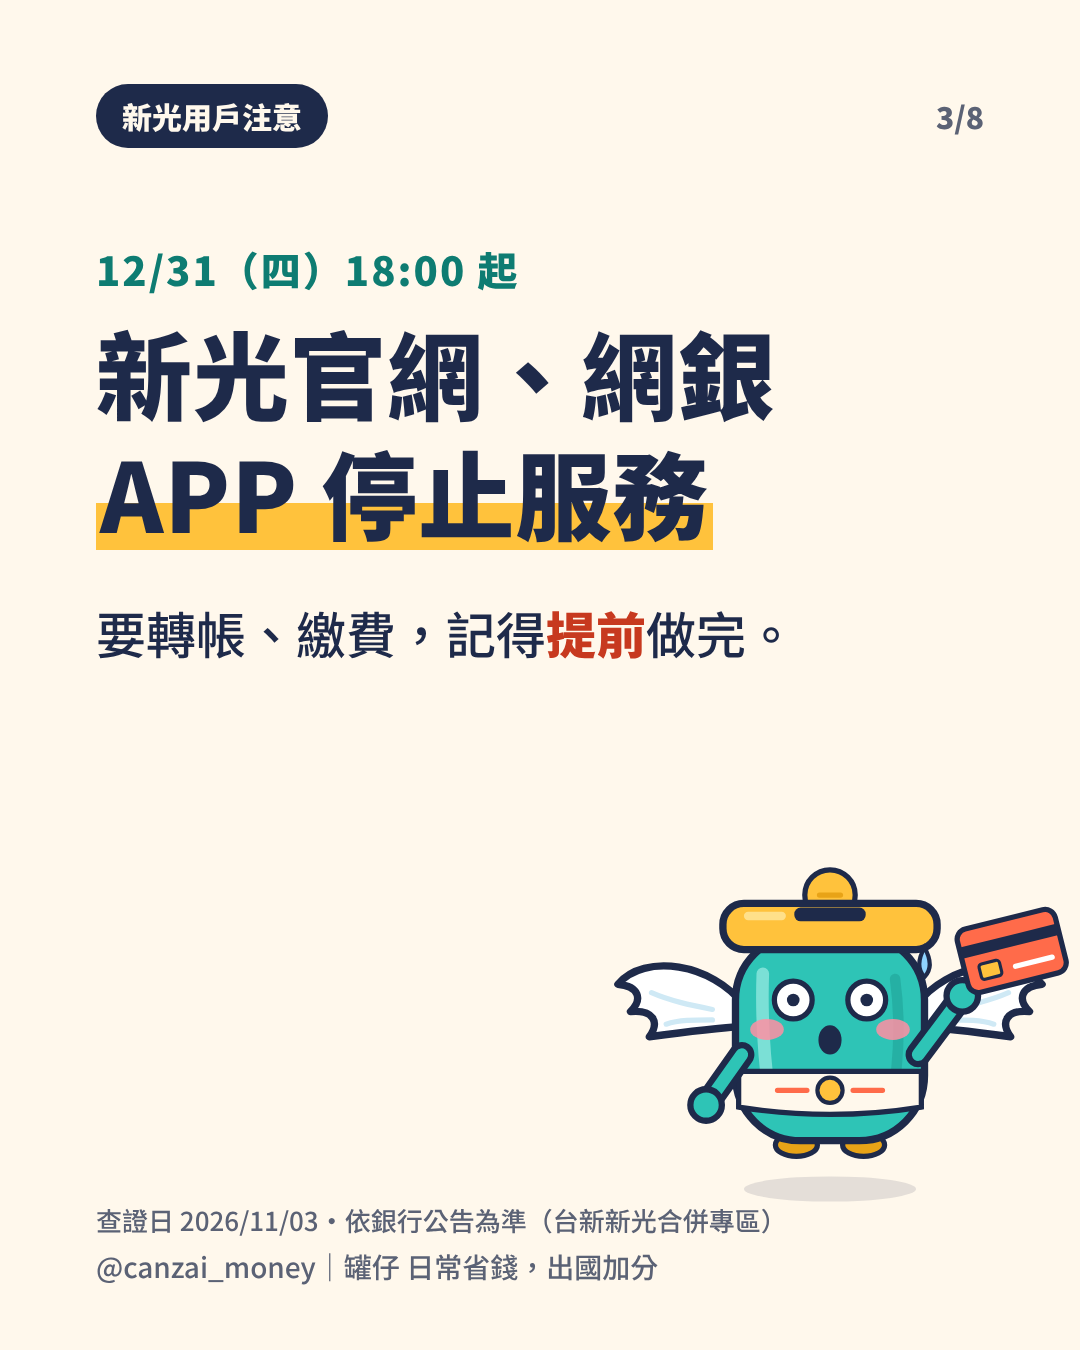 新光用戶注意
3/8
12/31（四）18:00 起
新光官網、網銀
APP 停止服務
要轉帳、繳費，記得提前做完。
查證日 2026/11/03・依銀行公告為準（台新新光合併專區）
@canzai_money｜罐仔 日常省錢，出國加分